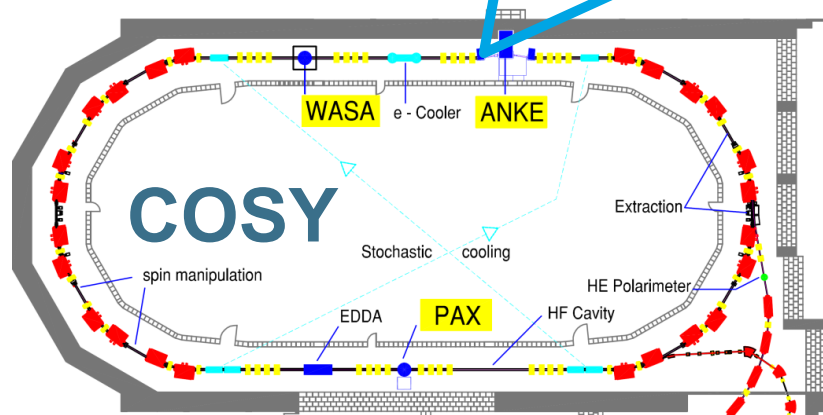 WASA
e - Cooler
ANKE
COSY
Extraction
Stochastic cooling
spin manipulation
HE Polarimeter
EDDA
PAX
HF Cavity